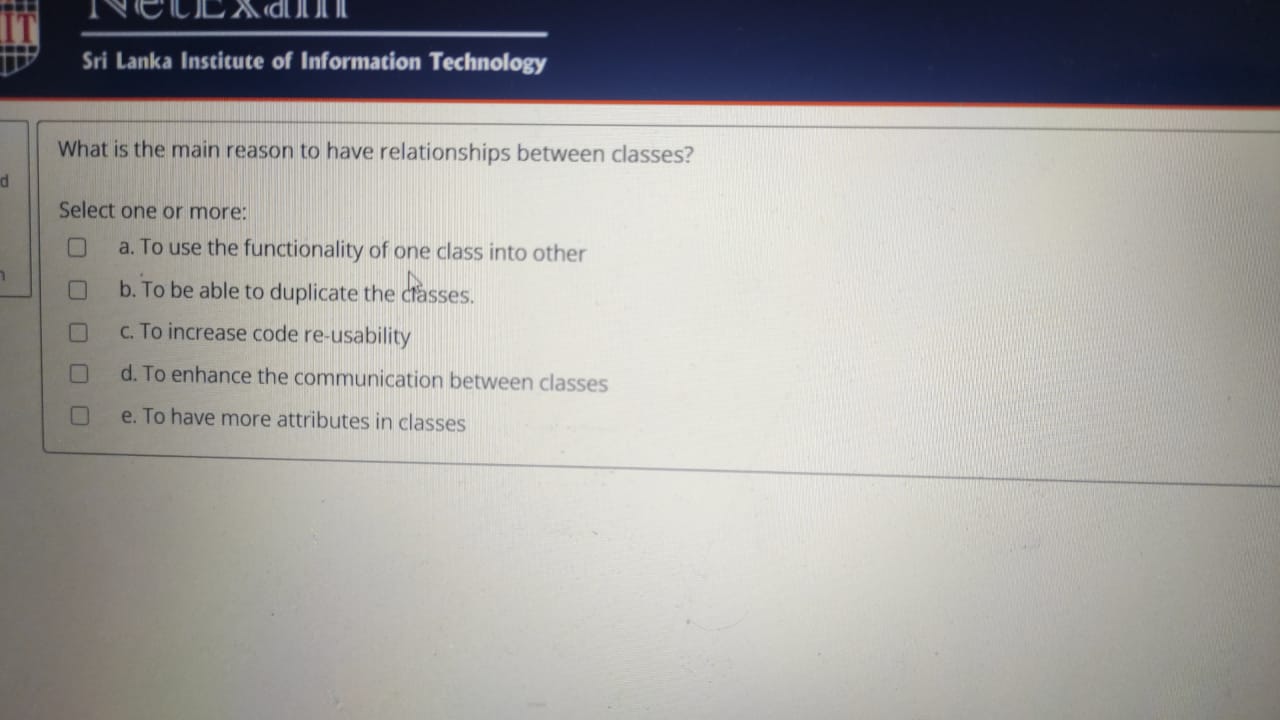 NetExam
IT
Sri Lanka Institute of Information Technology
What is the main reason to have relationships between classes?
d
Select one or more:
a. To use the functionality of one class into other
b. To be able to duplicate the classes.
c. To increase code re-usability
d. To enhance the communication between classes
e. To have more attributes in classes